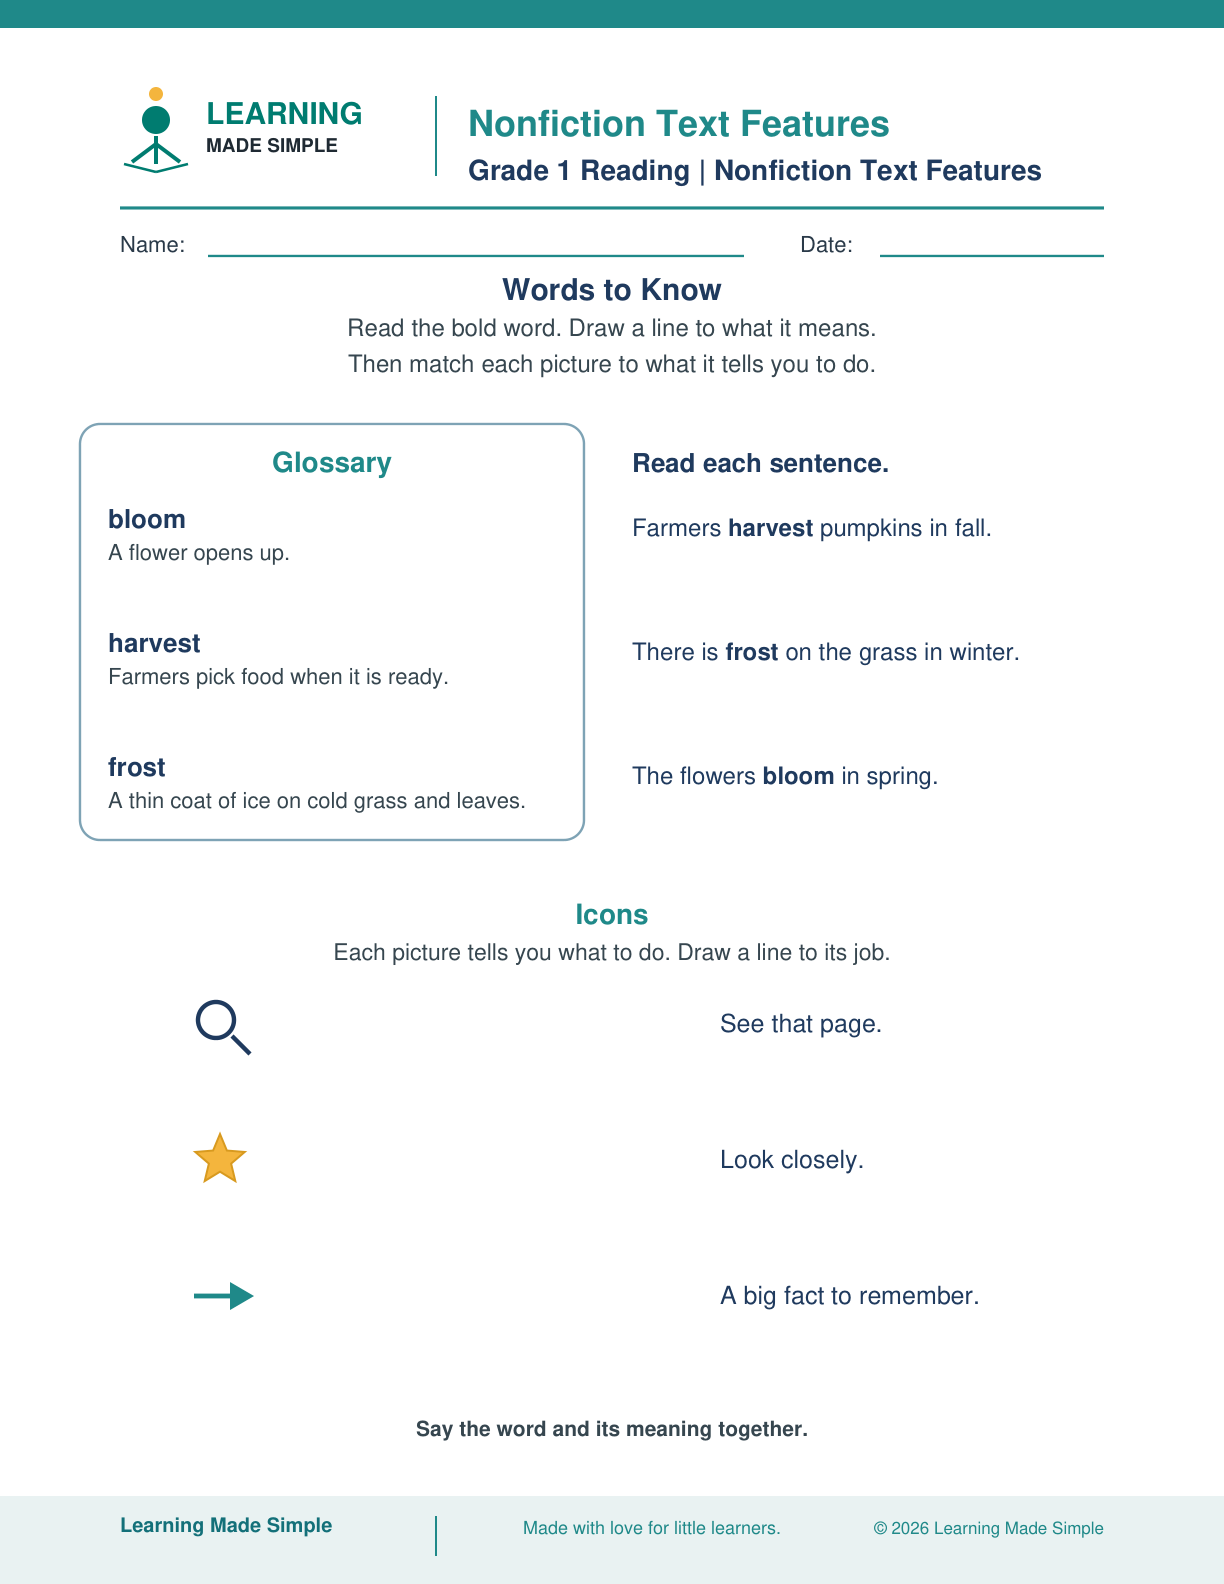 LEARNING
MADE SIMPLE
Nonfiction Text Features
Grade 1 Reading | Nonfiction Text Features
Name:
Date:
Words to Know
Read the bold word. Draw a line to what it means.
Then match each picture to what it tells you to do.
Glossary
bloom
A flower opens up.
harvest
Farmers pick food when it is ready.
frost
A thin coat of ice on cold grass and leaves.
Read each sentence.
Farmers harvest pumpkins in fall.
There is frost on the grass in winter.
The flowers bloom in spring.
Icons
Each picture tells you what to do. Draw a line to its job.
See that page.
Look closely.
A big fact to remember.
Say the word and its meaning together.
Learning Made Simple
Made with love for little learners.
© 2026 Learning Made Simple